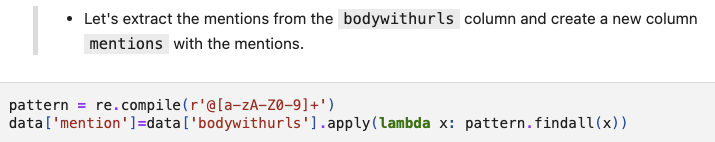 • Let's extract the mentions from the bodywithurls column and create a new column
mentions with the mentions.
pattern = re.compile(r'@[a-zA-Z0-9]+')
data['mention']=data['bodywithurls'].apply(lambda x: pattern.findall(x))